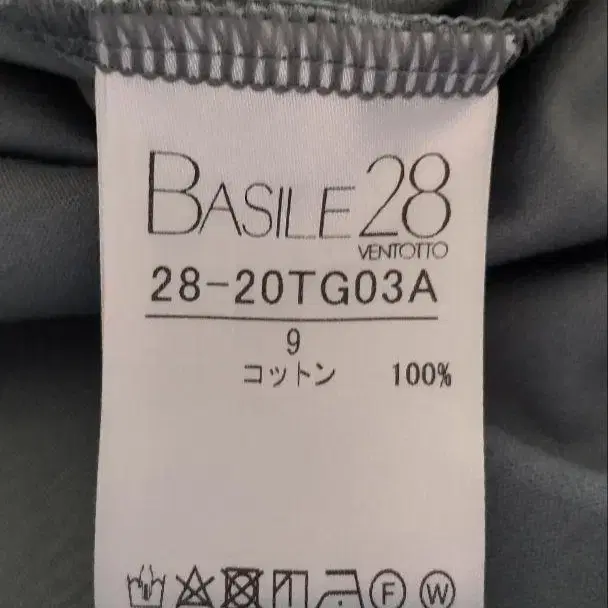 BASILE28
VENTOTTO
28-20TG03A
9
コットン 100%
F W